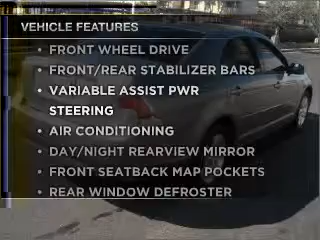 VEHICLE FEATURES
• FRONT WHEEL DRIVE
• FRONT/REAR STABILIZER BARS
• VARIABLE ASSIST PWR
STEERING
• AIR CONDITIONING
• DAY/NIGHT REARVIEW MIRROR
• FRONT SEATBACK MAP POCKETS
• REAR WINDOW DEFROSTER